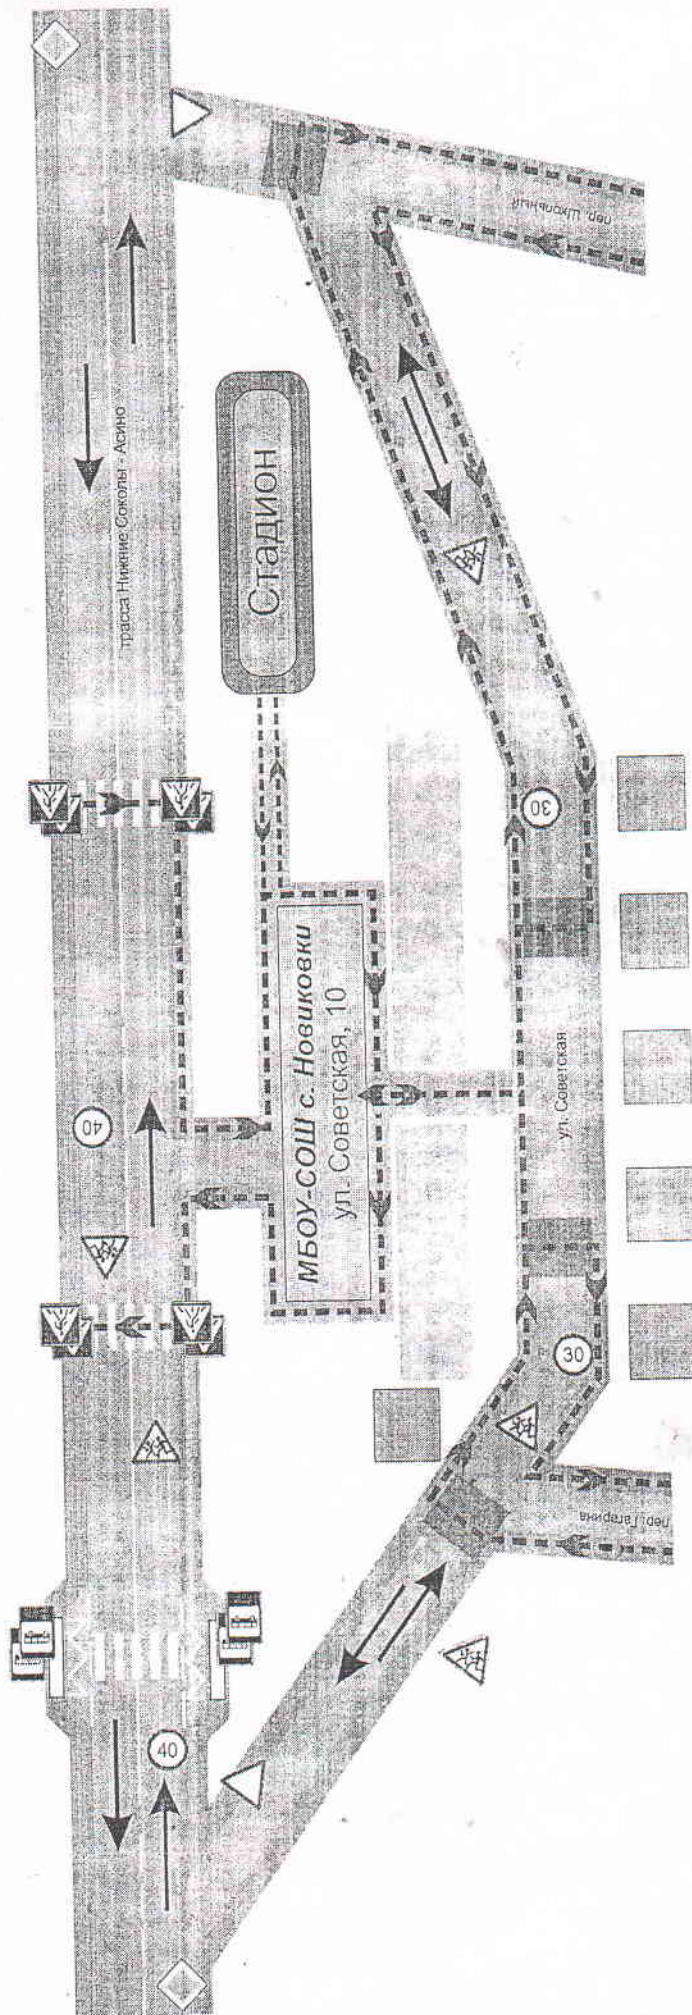 трасса Нижние Соколы - Асино
40
40
Стадион
МБОУ-СОШ с. Новиковки
ул. Советская, 10
30
30
ул. Советская
пер. Гагарина
пер. Школьный